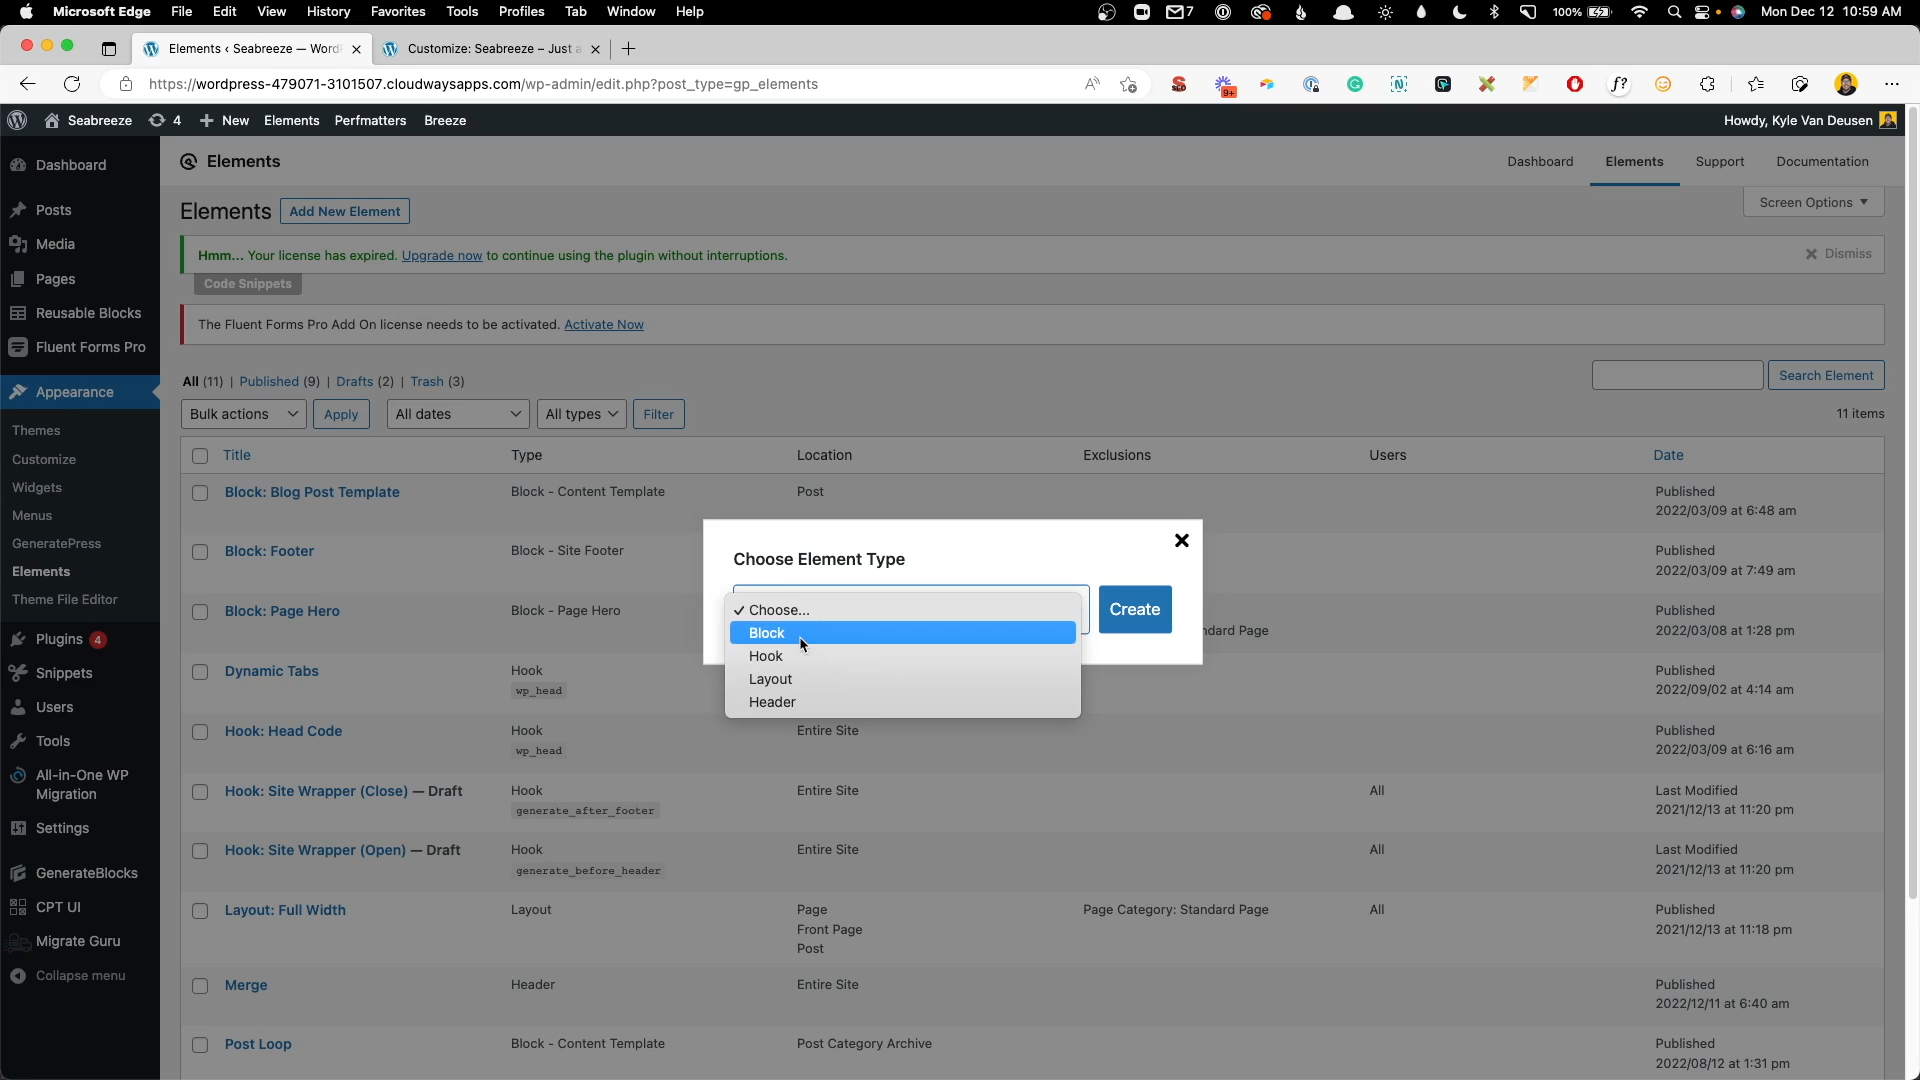 Microsoft Edge File Edit View History Favorites Tools Profiles Tab Window Help
7 100% Mon Dec 12 10:59 AM
Elements ‹ Seabreeze — Word
Customize: Seabreeze – Just a
https://wordpress-479071-3101507.cloudwaysapps.com/wp-admin/edit.php?post_type=gp_elements
9+
f?
Seabreeze 4 New Elements Perfmatters Breeze
Howdy, Kyle Van Deusen
Dashboard
Posts
Media
Pages
Reusable Blocks
Fluent Forms Pro
Appearance
Themes
Customize
Widgets
Menus
GeneratePress
Elements
Theme File Editor
Plugins 4
Snippets
Users
Tools
All-in-One WP
Migration
Settings
GenerateBlocks
CPT UI
Migrate Guru
Collapse menu
Elements
Dashboard Elements Support Documentation
Elements Add New Element
Screen Options
Hmm... Your license has expired. Upgrade now to continue using the plugin without interruptions.
Dismiss
Code Snippets
The Fluent Forms Pro Add On license needs to be activated. Activate Now
All (11) | Published (9) | Drafts (2) | Trash (3)
Search Element
Bulk actions Apply All dates All types Filter
11 items
Title Type Location Exclusions Users Date
Block: Blog Post Template Block - Content Template Post Published
2022/03/09 at 6:48 am
Block: Footer Block - Site Footer Published
2022/03/09 at 7:49 am
Block: Page Hero Block - Page Hero Published
ndard Page 2022/03/08 at 1:28 pm
Dynamic Tabs Hook Published
wp_head 2022/09/02 at 4:14 am
Hook: Head Code Hook Entire Site Published
wp_head 2022/03/09 at 6:16 am
Hook: Site Wrapper (Close) — Draft Hook Entire Site All Last Modified
generate_after_footer 2021/12/13 at 11:20 pm
Hook: Site Wrapper (Open) — Draft Hook Entire Site All Last Modified
generate_before_header 2021/12/13 at 11:20 pm
Layout: Full Width Layout Page Page Category: Standard Page All Published
Front Page 2021/12/13 at 11:18 pm
Post
Merge Header Entire Site Published
2022/12/11 at 6:40 am
Post Loop Block - Content Template Post Category Archive Published
2022/08/12 at 1:31 pm
Choose Element Type
Choose...
Block
Hook
Layout
Header
Create